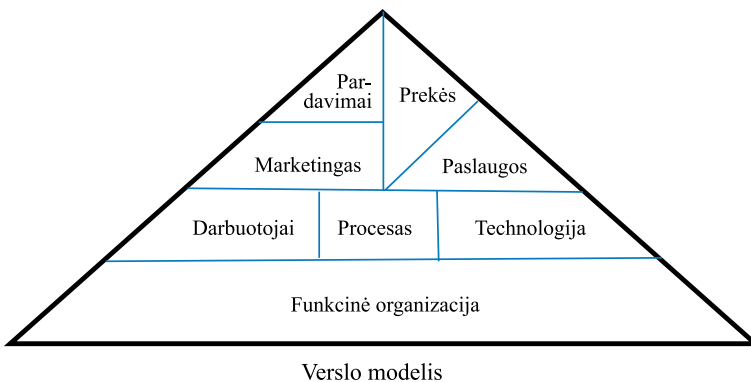 Par-
davimai
Prekės
Marketingas
Paslaugos
Darbuotojai
Procesas
Technologija
Funkcinė organizacija
Verslo modelis